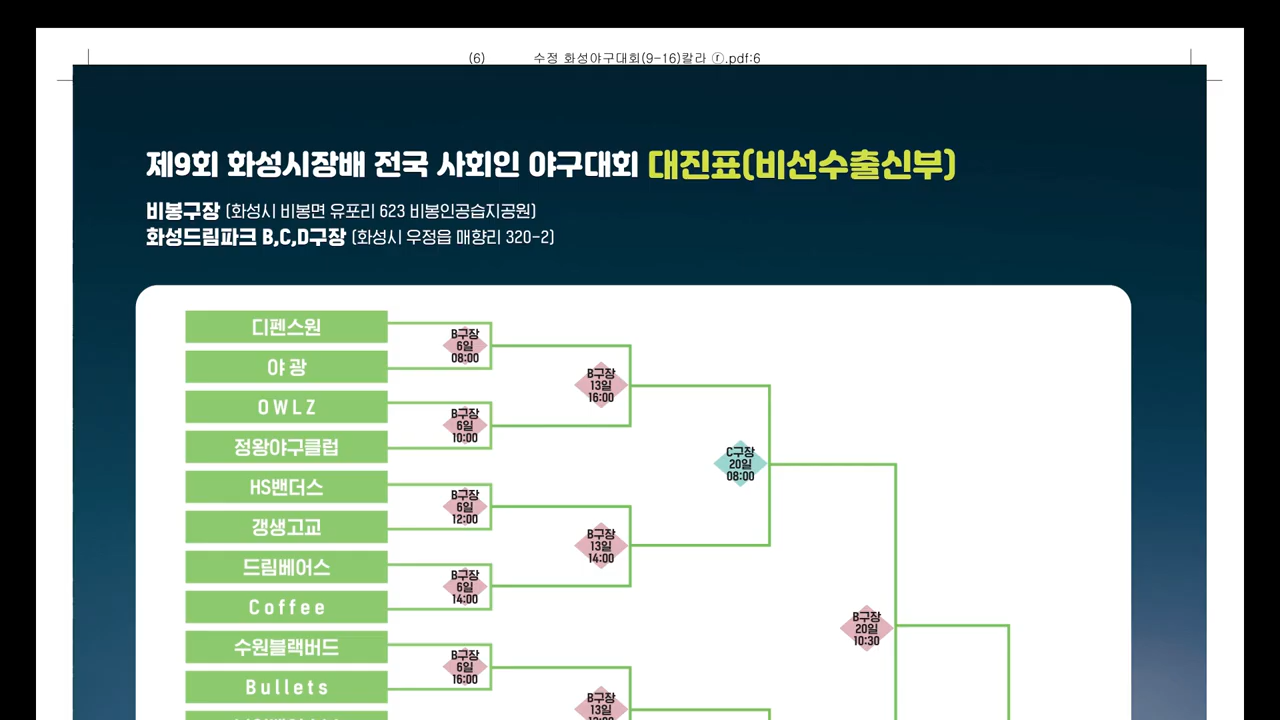 (6) 수정 화성야구대회(9-16)칼라 ⓡ.pdf:6
제9회 화성시장배 전국 사회인 야구대회 대진표(비선수출신부)
비봉구장 (화성시 비봉면 유포리 623 비봉인공습지공원)
화성드림파크 B,C,D구장 (화성시 우정읍 매향리 320-2)
디펜스원
야 광
OWLZ
정왕야구클럽
HS밴더스
갱생고교
드림베어스
Coffee
수원블랙버드
Bullets
B구장
6일
08:00
B구장
6일
10:00
B구장
6일
12:00
B구장
6일
14:00
B구장
6일
16:00
B구장
13일
16:00
B구장
13일
14:00
B구장
13일
C구장
20일
08:00
B구장
20일
10:30